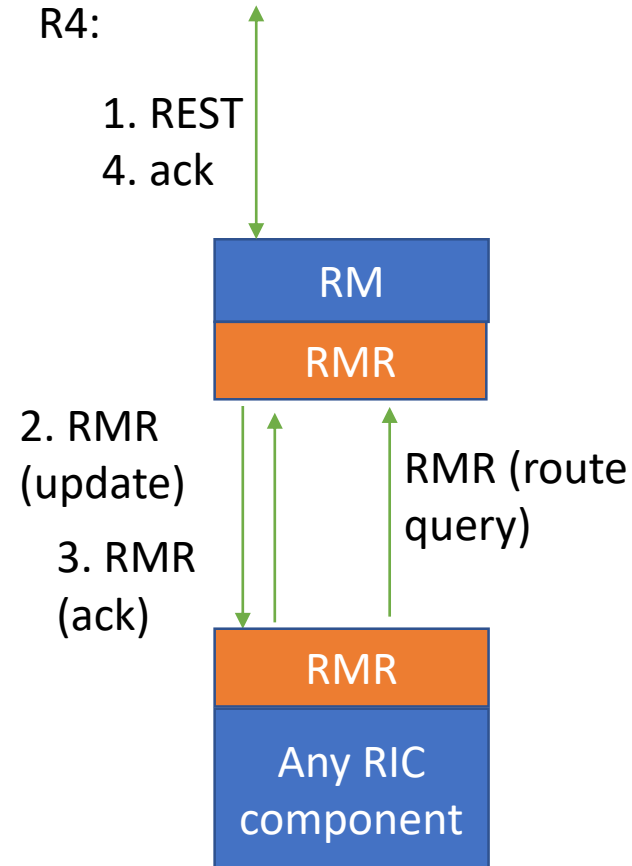 R4:
1. REST
4. ack
RM
RMR
2. RMR
(update)
3. RMR
(ack)
RMR (route
query)
RMR
Any RIC
component